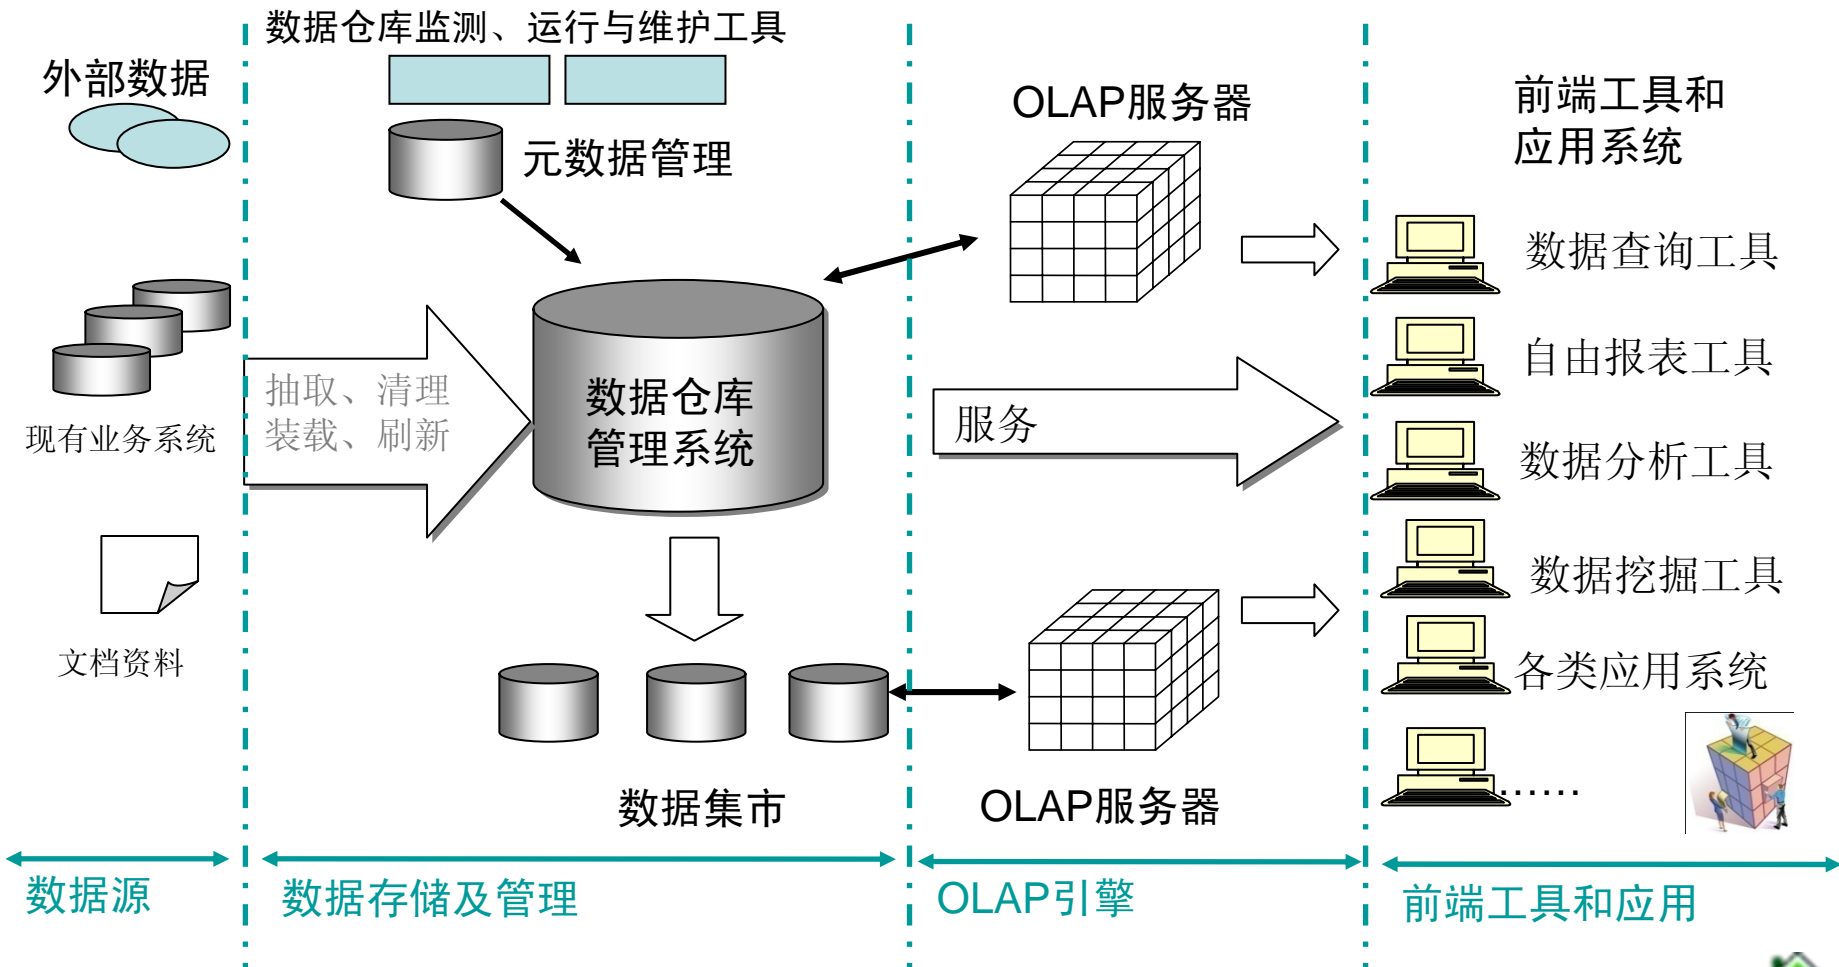 数据仓库监测、运行与维护工具
外部数据
元数据管理
OLAP服务器
前端工具和
应用系统
数据查询工具
自由报表工具
抽取、清理
装载、刷新
数据仓库
管理系统
服务
现有业务系统
数据分析工具
数据挖掘工具
文档资料
各类应用系统
......
数据集市
OLAP服务器
数据源
数据存储及管理
OLAP引擎
前端工具和应用